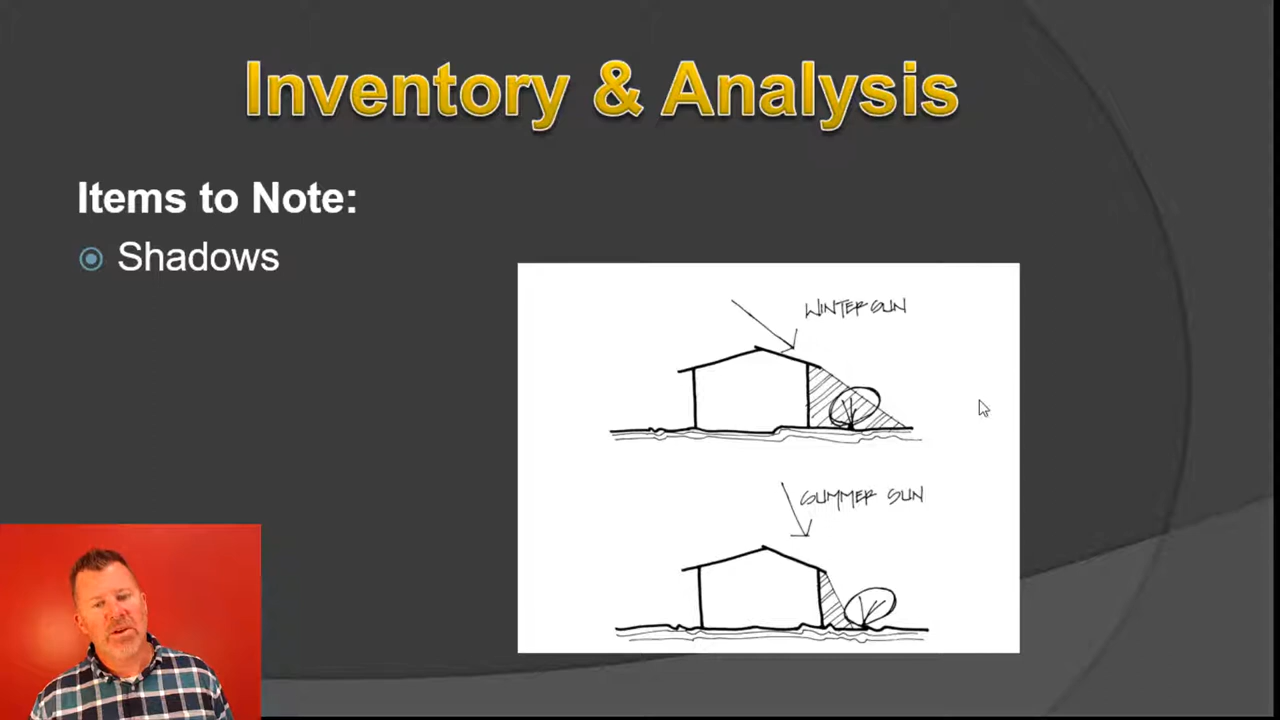 Inventory & Analysis
Items to Note:
Shadows
WINTER SUN
SUMMER SUN